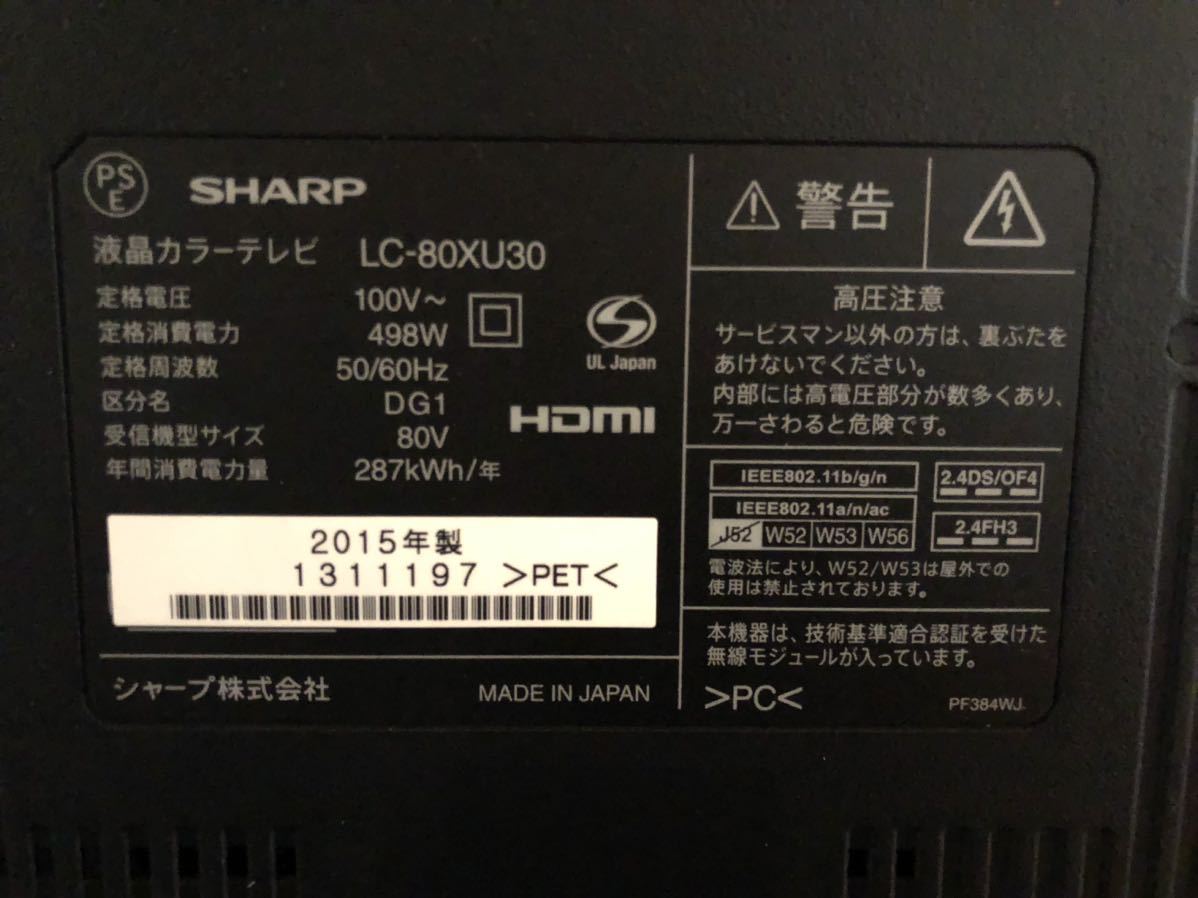 PSE
SHARP
液晶カラーテレビ LC-80XU30
定格電圧 100V~
定格消費電力 498W
定格周波数 50/60Hz
区分名 DG1
受信機型サイズ 80V
年間消費電力量 287kWh/年
UL Japan
HDMI
2015年製
1311197 >PET<
シャープ株式会社 MADE IN JAPAN
警告
高圧注意
サービスマン以外の方は、裏ぶたを
あけないでください。
内部には高電圧部分が数多くあり、
万一さわると危険です。
IEEE802.11b/g/n
IEEE802.11a/n/ac
J52 W52 W53 W56
2.4DS/OF4
2.4FH3
電波法により、W52/W53は屋外での
使用は禁止されております。
本機器は、技術基準適合認証を受けた
無線モジュールが入っています。
>PC< PF384WJ